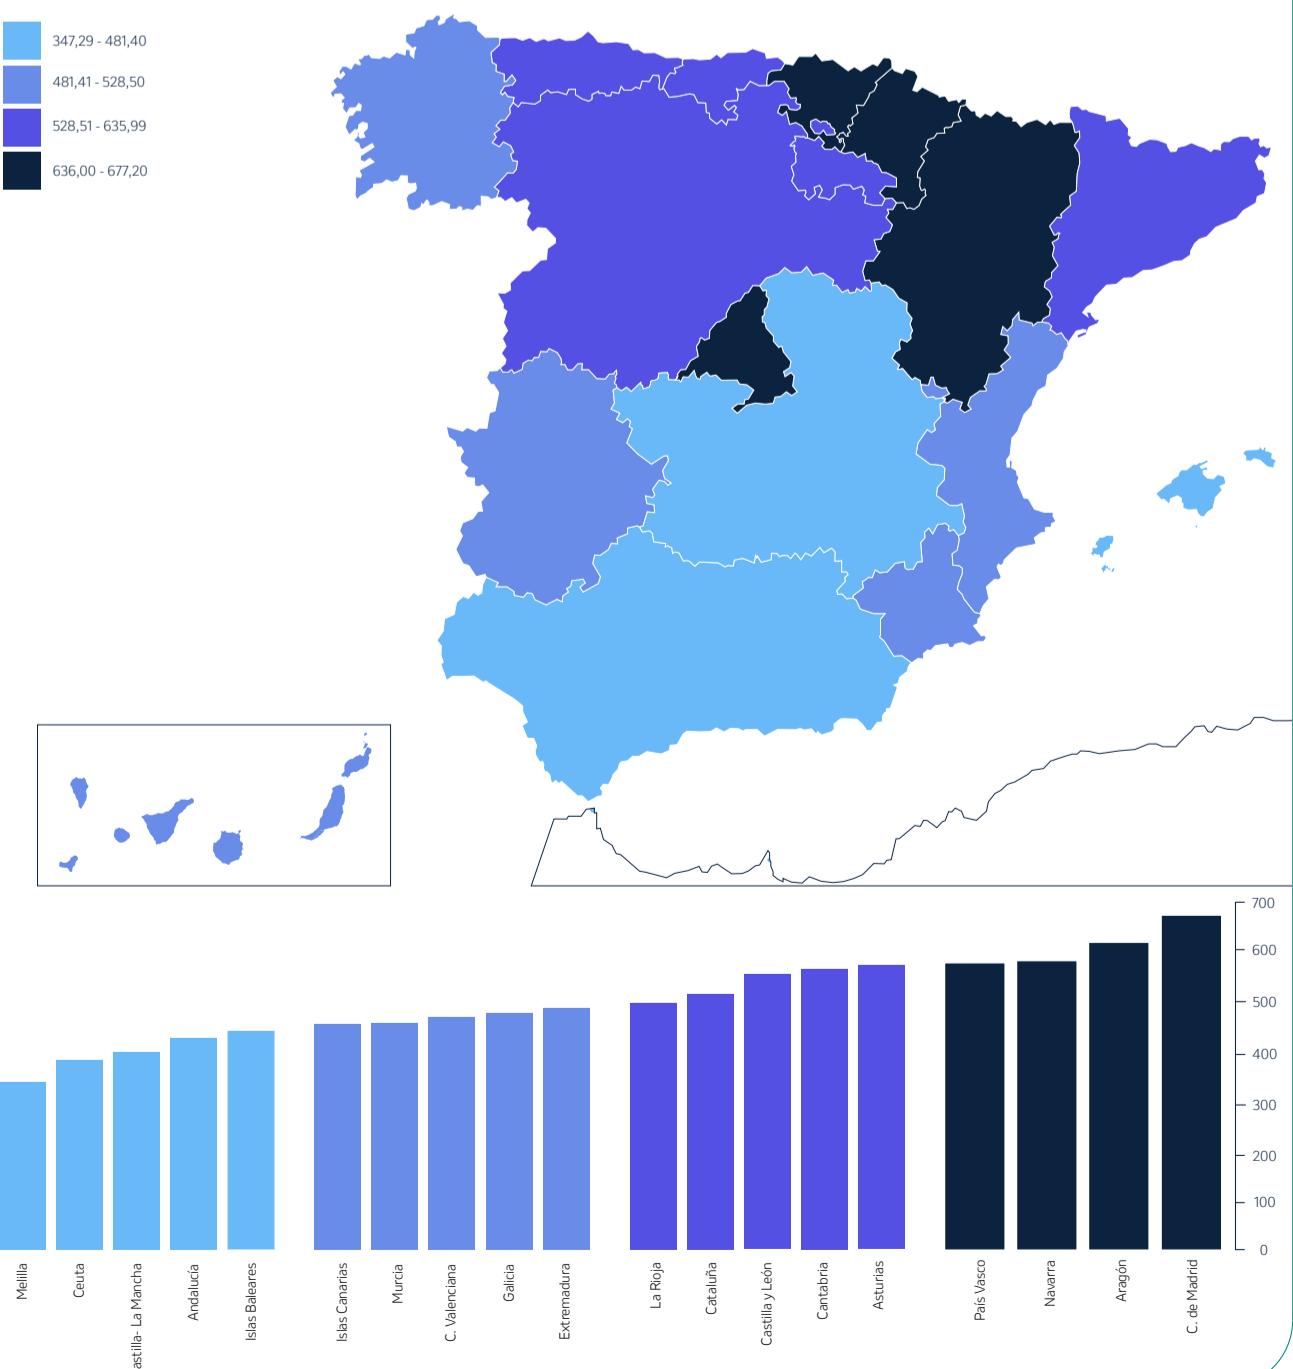 347,29 - 481,40
481,41 - 528,50
528,51 - 635,99
636,00 - 677,20
700
600
500
400
300
200
100
0
Melilla
Ceuta
astilla- La Mancha
Andalucía
Islas Baleares
Islas Canarias
Murcia
C. Valenciana
Galicia
Extremadura
La Rioja
Cataluña
Castilla y León
Cantabria
Asturias
País Vasco
Navarra
Aragón
C. de Madrid